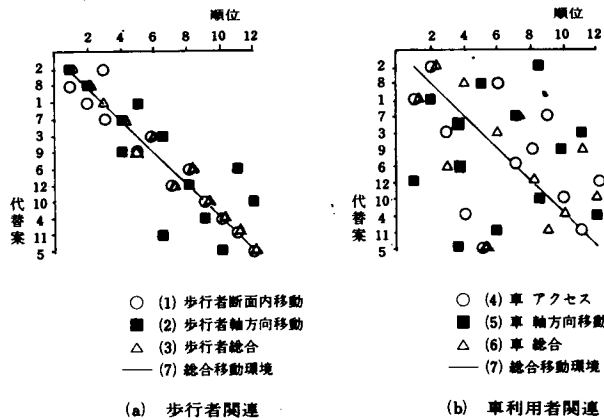 順位
2 4 6 8 10 12
代替案
2
8
1
7
3
9
6
12
10
4
11
5
○ (1) 歩行者断面内移動
■ (2) 歩行者軸方向移動
△ (3) 歩行者総合
― (7) 総合移動環境
(a) 歩行者関連
順位
2 4 6 8 10 12
代替案
2
8
1
7
3
9
6
12
10
4
11
5
○ (4) 車 アクセス
■ (5) 車 軸方向移動
△ (6) 車 総合
― (7) 総合移動環境
(b) 車利用者関連